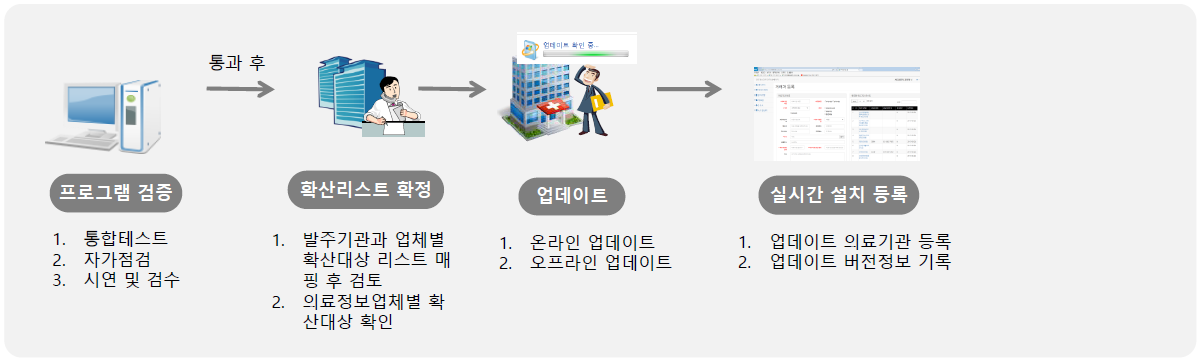 통과 후
업데이트 확인 중...
프로그램 검증
1. 통합테스트
2. 자가점검
3. 시연 및 검수
확산리스트 확정
1. 발주기관과 업체별
확산대상 리스트 매
핑 후 검토
2. 의료정보업체별 확
산대상 확인
업데이트
1. 온라인 업데이트
2. 오프라인 업데이트
실시간 설치 등록
1. 업데이트 의료기관 등록
2. 업데이트 버전정보 기록